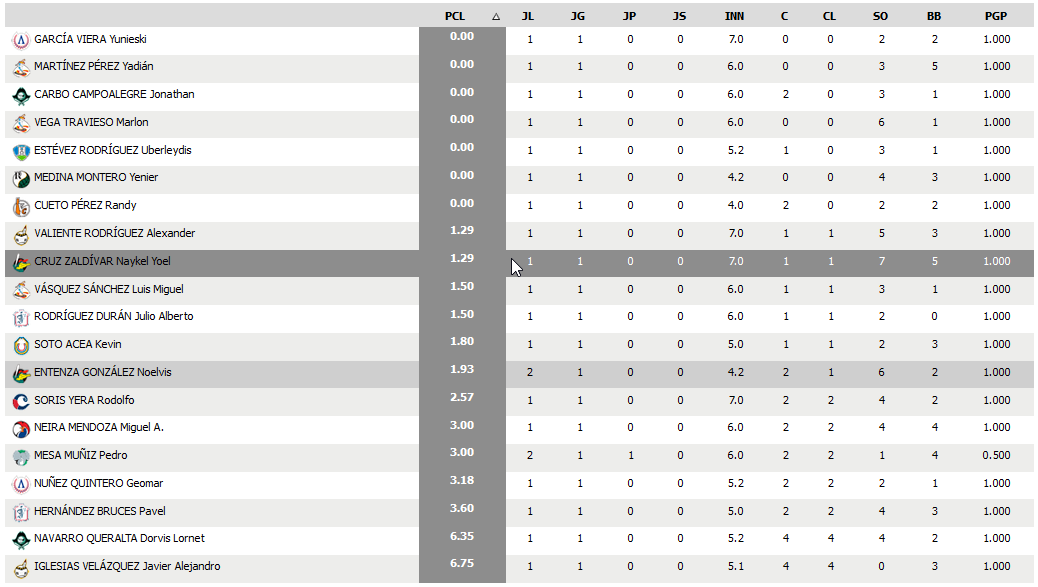 PCL △ JL JG JP JS INN C CL SO BB PGP
GARCÍA VIERA Yunieski 0.00 1 1 0 0 7.0 0 0 2 2 1.000
MARTÍNEZ PÉREZ Yadián 0.00 1 1 0 0 6.0 0 0 3 5 1.000
CARBO CAMPOALEGRE Jonathan 0.00 1 1 0 0 6.0 2 0 3 1 1.000
VEGA TRAVIESO Marlon 0.00 1 1 0 0 6.0 0 0 6 1 1.000
ESTÉVEZ RODRÍGUEZ Uberleydis 0.00 1 1 0 0 5.2 1 0 3 1 1.000
MEDINA MONTERO Yenier 0.00 1 1 0 0 4.2 0 0 4 3 1.000
CUETO PÉREZ Randy 0.00 1 1 0 0 4.0 2 0 2 2 1.000
VALIENTE RODRÍGUEZ Alexander 1.29 1 1 0 0 7.0 1 1 5 3 1.000
CRUZ ZALDÍVAR Naykel Yoel 1.29 1 1 0 0 7.0 1 1 7 5 1.000
VÁSQUEZ SÁNCHEZ Luis Miguel 1.50 1 1 0 0 6.0 1 1 3 1 1.000
RODRÍGUEZ DURÁN Julio Alberto 1.50 1 1 0 0 6.0 1 1 2 0 1.000
SOTO ACEA Kevin 1.80 1 1 0 0 5.0 1 1 2 3 1.000
ENTENZA GONZÁLEZ Noelvis 1.93 2 1 0 0 4.2 2 1 6 2 1.000
SORIS YERA Rodolfo 2.57 1 1 0 0 7.0 2 2 4 2 1.000
NEIRA MENDOZA Miguel A. 3.00 1 1 0 0 6.0 2 2 4 4 1.000
MESA MUÑIZ Pedro 3.00 2 1 1 0 6.0 2 2 1 4 0.500
NUÑEZ QUINTERO Geomar 3.18 1 1 0 0 5.2 2 2 2 1 1.000
HERNÁNDEZ BRUCES Pavel 3.60 1 1 0 0 5.0 2 2 4 3 1.000
NAVARRO QUERALTA Dorvis Lornet 6.35 1 1 0 0 5.2 4 4 4 2 1.000
IGLESIAS VELÁZQUEZ Javier Alejandro 6.75 1 1 0 0 5.1 4 4 0 3 1.000